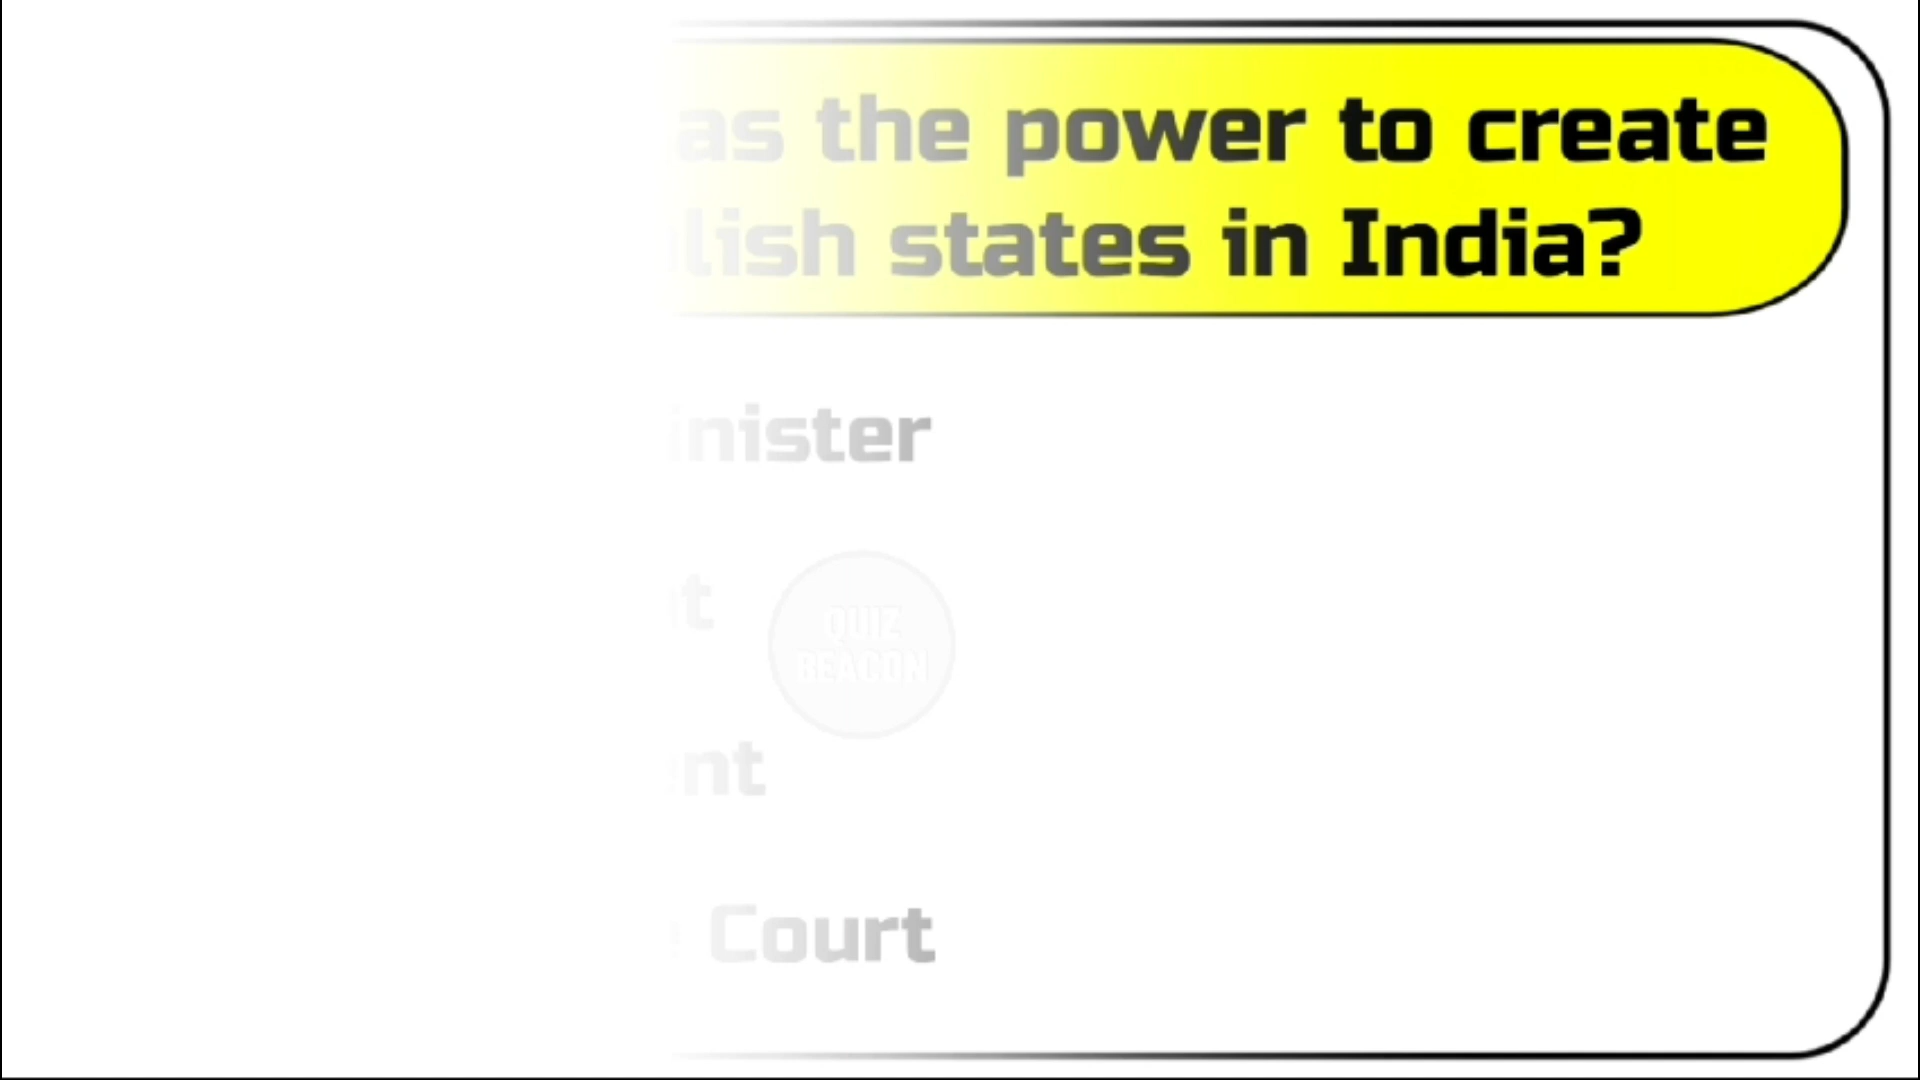 as the power to create
lish states in India?
inister
t
QUIZ
BEACON
nt
Court